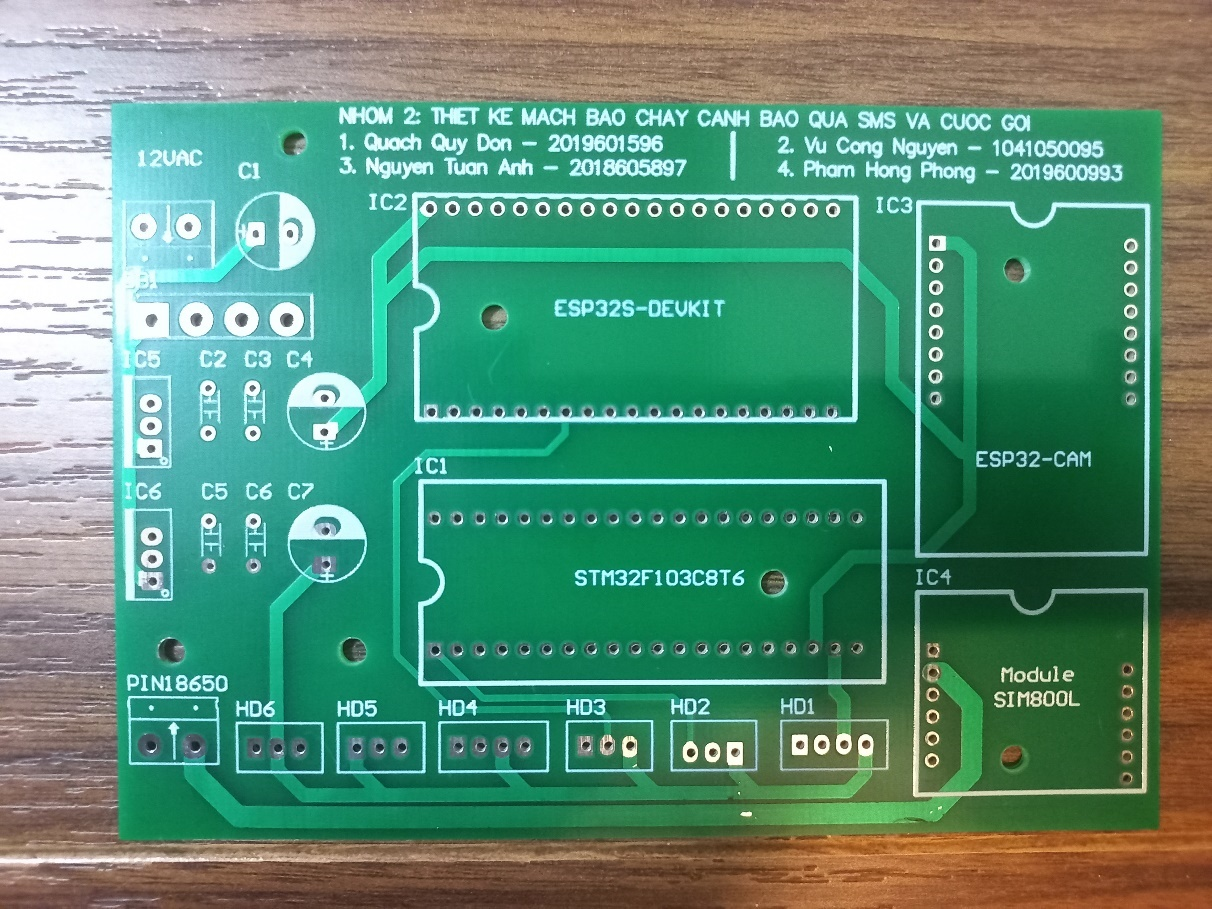 NHOM 2: THIET KE MACH BAO CHAY CANH BAO QUA SMS VA CUOC GOI
1. Quach Quy Don - 2019601596
2. Vu Cong Nguyen - 1041050095
3. Nguyen Tuan Anh - 2018605897
4. Pham Hong Phong - 2019600993
12VAC
C1
IC2
IC3
ESP32S-DEVKIT
IC5
C2
C3
C4
ESP32-CAM
IC1
IC6
C5
C6
C7
STM32F103C8T6
IC4
Module
SIM800L
PIN18650
HD6
HD5
HD4
HD3
HD2
HD1